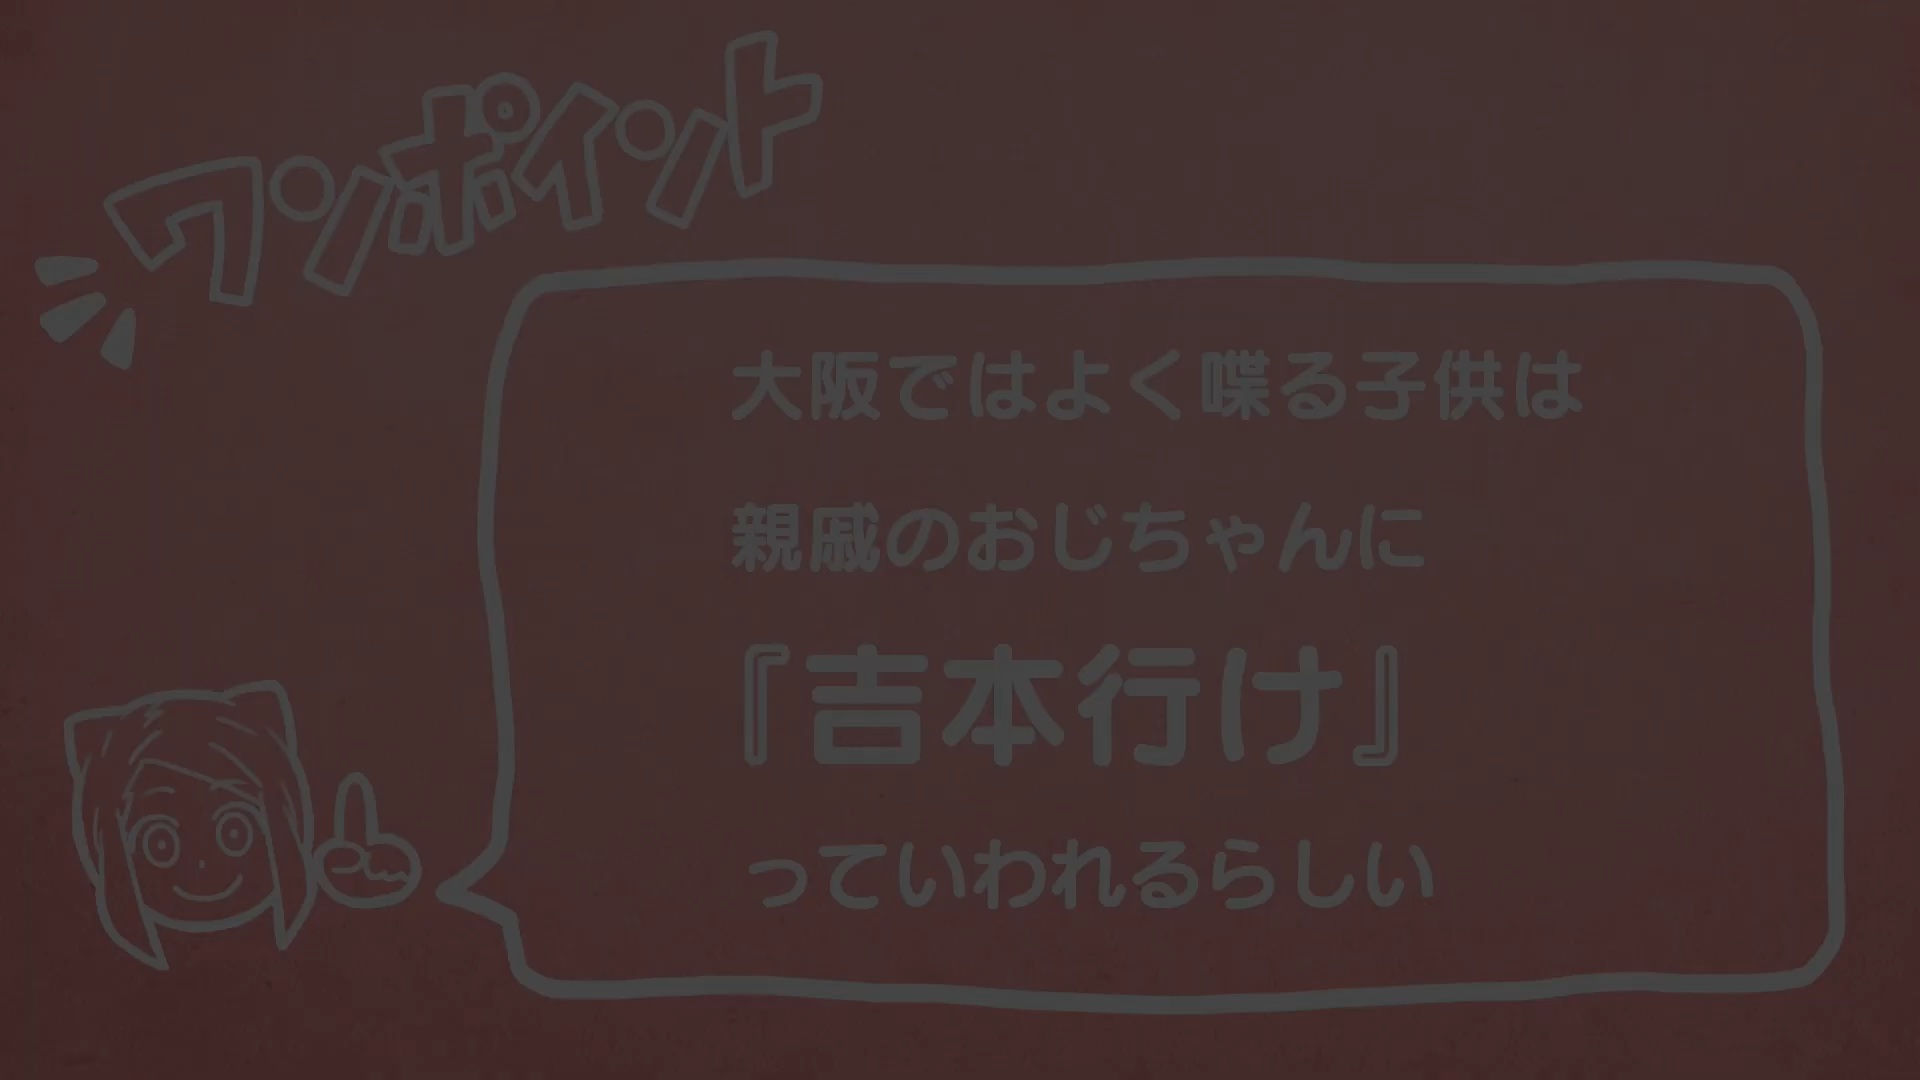 ワンポイント
大阪ではよく喋る子供は
親戚のおじちゃんに
『吉本行け』
っていわれるらしい